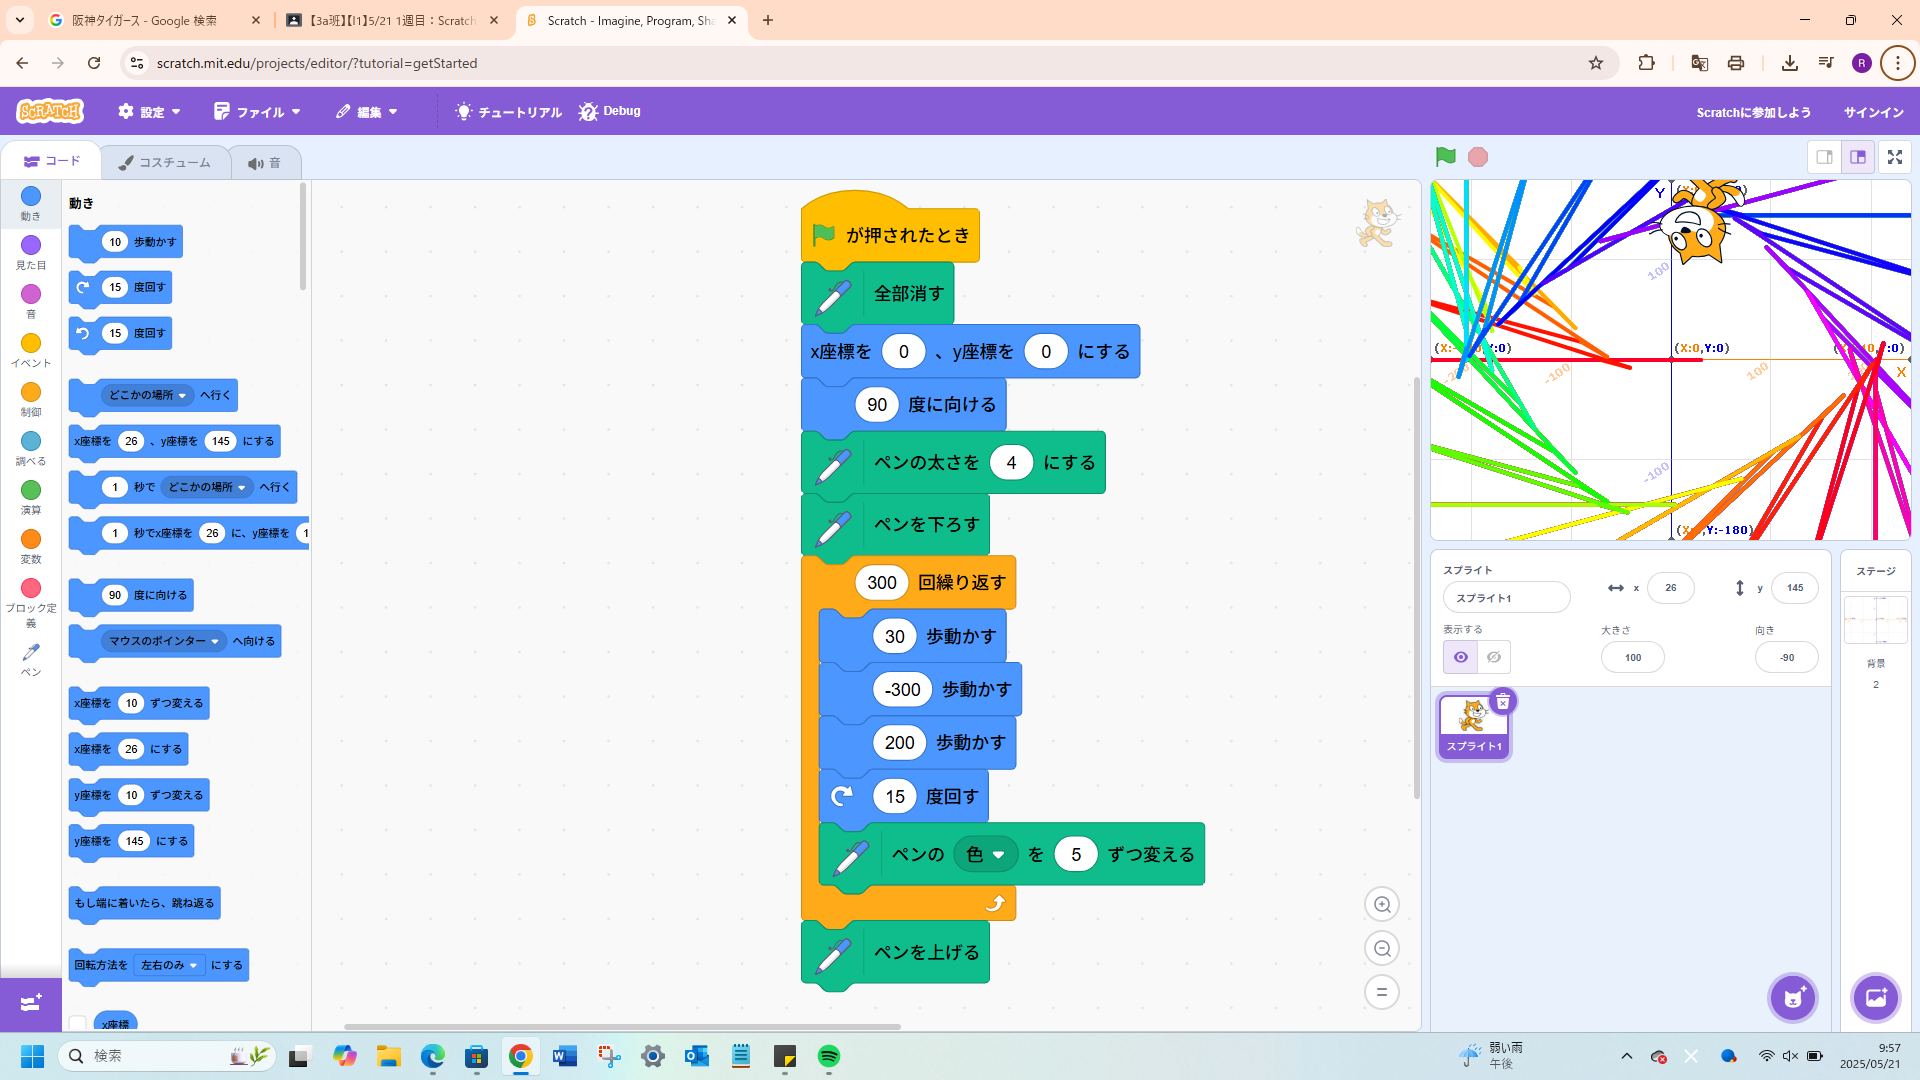 阪神タイガース - Google 検索
【3a班】【I1】5/21 1週目：Scratch
Scratch - Imagine, Program, Sha
scratch.mit.edu/projects/editor/?tutorial=getStarted
R
SCRATCH
設定
ファイル
編集
チュートリアル
Debug
Scratchに参加しよう
サインイン
コード
コスチューム
音
動き
見た目
音
イベント
制御
調べる
演算
変数
ブロック定
義
ペン
動き
10 歩動かす
15 度回す
15 度回す
どこかの場所 へ行く
x座標を 26 、y座標を 145 にする
1 秒で どこかの場所 へ行く
1 秒でx座標を 26 に、y座標を 1
90 度に向ける
マウスのポインター へ向ける
x座標を 10 ずつ変える
x座標を 26 にする
y座標を 10 ずつ変える
y座標を 145 にする
もし端に着いたら、跳ね返る
回転方法を 左右のみ にする
x座標
が押されたとき
全部消す
x座標を 0 、y座標を 0 にする
90 度に向ける
ペンの太さを 4 にする
ペンを下ろす
300 回繰り返す
30 歩動かす
-300 歩動かす
200 歩動かす
15 度回す
ペンの 色 を 5 ずつ変える
ペンを上げる
Y
100
(X:0,Y:0)
-100
100
X
-100
Y:-180)
スプライト
スプライト1
x 26
y 145
表示する
大きさ
向き
100
-90
スプライト1
ステージ
背景
2
検索
弱い雨
午後
9:57
2025/05/21